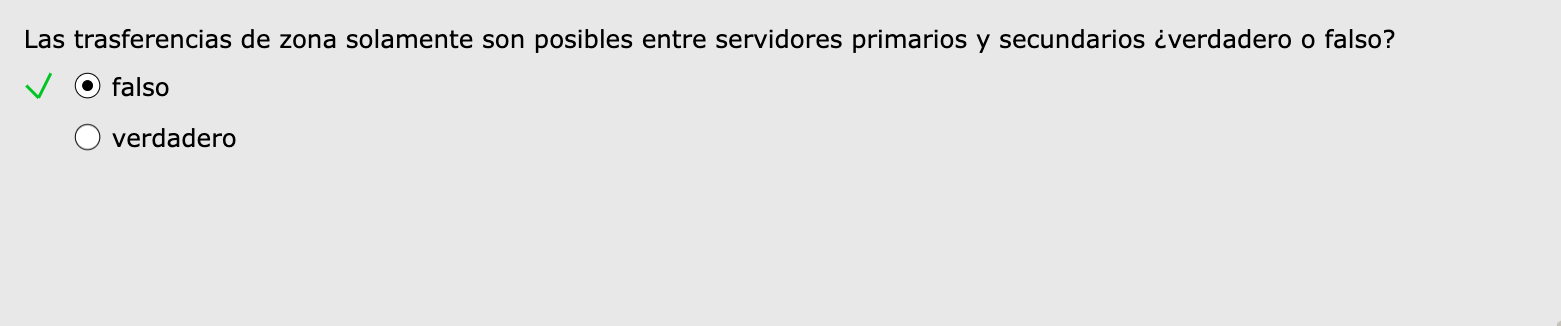 Las trasferencias de zona solamente son posibles entre servidores primarios y secundarios ¿verdadero o falso?
falso
verdadero